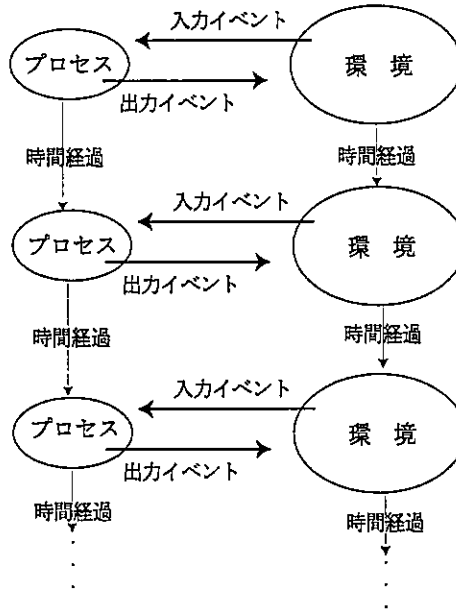 入力イベント
プロセス
環 境
出力イベント
時間経過
時間経過
入力イベント
プロセス
環 境
出力イベント
時間経過
時間経過
入力イベント
プロセス
環 境
出力イベント
時間経過
時間経過